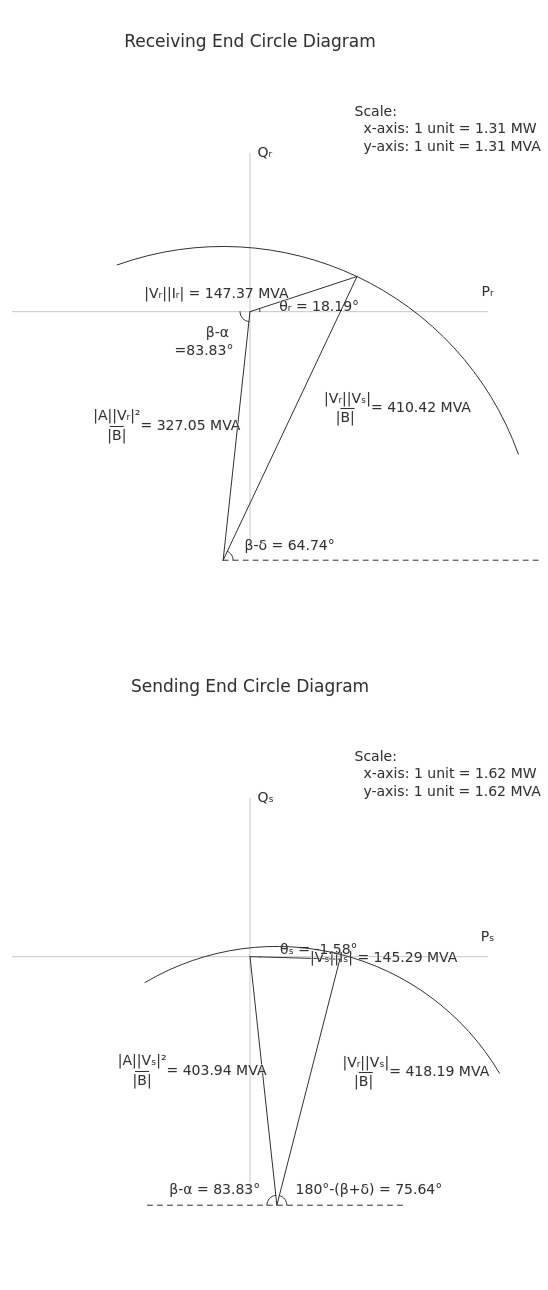 Receiving End Circle Diagram
Scale:
x-axis: 1 unit = 1.31 MW
y-axis: 1 unit = 1.31 MVA
Qᵣ
Pᵣ
|Vᵣ||Iᵣ| = 147.37 MVA
θᵣ = 18.19°
β-α
=83.83°
|Vᵣ||Vₛ|
|B|
= 410.42 MVA
|A||Vᵣ|²
|B|
= 327.05 MVA
β-δ = 64.74°
Sending End Circle Diagram
Scale:
x-axis: 1 unit = 1.62 MW
y-axis: 1 unit = 1.62 MVA
Qₛ
Pₛ
θₛ = -1.58°
|Vₛ||Iₛ| = 145.29 MVA
|A||Vₛ|²
|B|
= 403.94 MVA
|Vᵣ||Vₛ|
|B|
= 418.19 MVA
β-α = 83.83°
180°-(β+δ) = 75.64°